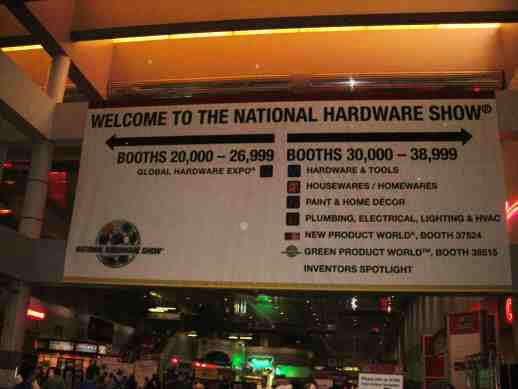 WELCOME TO THE NATIONAL HARDWARE SHOW®
BOOTHS 20,000 – 26,999
GLOBAL HARDWARE EXPO®
BOOTHS 30,000 – 38,999
HARDWARE & TOOLS
HOUSEWARES / HOMEWARES
PAINT & HOME DÉCOR
PLUMBING, ELECTRICAL, LIGHTING & HVAC
NEW PRODUCT WORLD®, BOOTH 37524
GREEN PRODUCT WORLD™, BOOTH 38515
INVENTORS SPOTLIGHT
NATIONAL HARDWARE SHOW